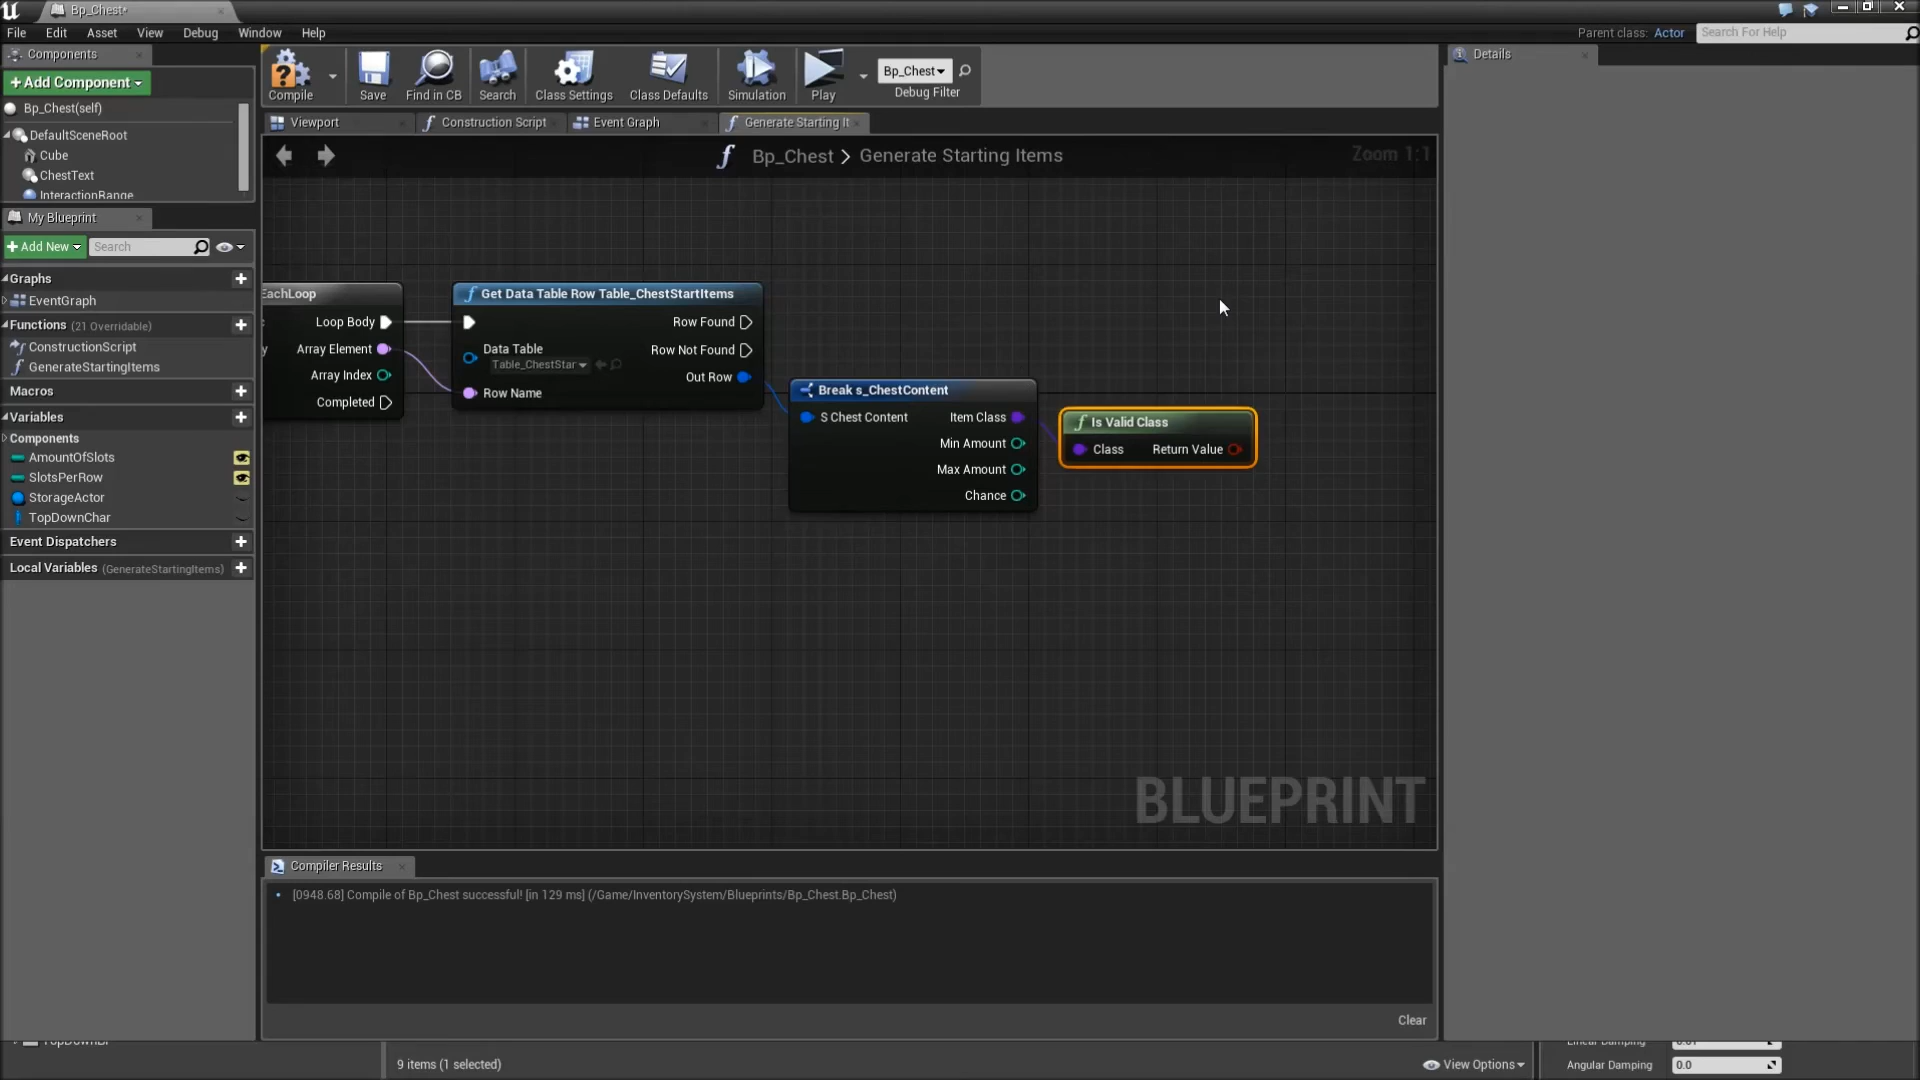 Bp_Chest*
File Edit Asset View Debug Window Help
Parent class: Actor
Search For Help
Components
+Add Component
Bp_Chest(self)
DefaultSceneRoot
Cube
ChestText
InteractionRange
My Blueprint
+Add New
Search
Graphs
EventGraph
Functions (21 Overridable)
ConstructionScript
GenerateStartingItems
Macros
Variables
Components
AmountOfSlots
SlotsPerRow
StorageActor
TopDownChar
Event Dispatchers
Local Variables (GenerateStartingItems)
Compile
Save
Find in CB
Search
Class Settings
Class Defaults
Simulation
Play
Bp_Chest
Debug Filter
Viewport
Construction Script
Event Graph
Generate Starting It
Bp_Chest > Generate Starting Items
Zoom 1:1
EachLoop
Loop Body
Array Element
Array Index
Completed
Get Data Table Row Table_ChestStartItems
Row Found
Data Table
Table_ChestStar
Row Not Found
Out Row
Row Name
Break s_ChestContent
S Chest Content
Item Class
Min Amount
Max Amount
Chance
Is Valid Class
Class
Return Value
BLUEPRINT
Compiler Results
[0948.68] Compile of Bp_Chest successful! [in 129 ms] (/Game/InventorySystem/Blueprints/Bp_Chest.Bp_Chest)
Clear
Details
9 items (1 selected)
View Options
Linear Damping
0.01
Angular Damping
0.0